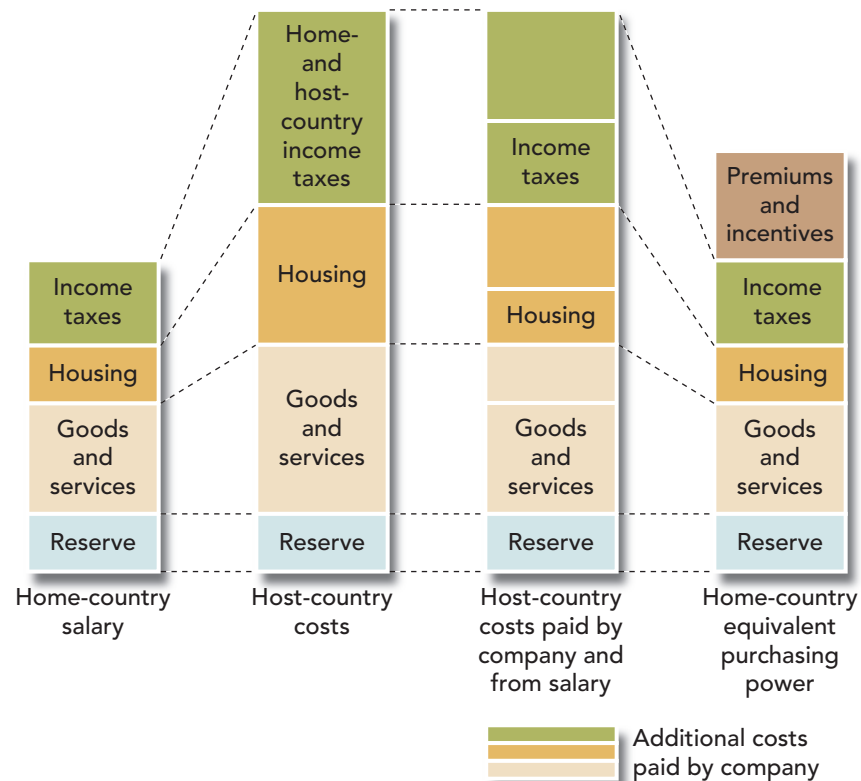 Income
taxes
Housing
Goods
and
services
Reserve
Home-country
salary
Home-
and
host-
country
income
taxes
Housing
Goods
and
services
Reserve
Host-country
costs
Income
taxes
Housing
Goods
and
services
Reserve
Host-country
costs paid by
company and
from salary
Premiums
and
incentives
Income
taxes
Housing
Goods
and
services
Reserve
Home-country
equivalent
purchasing
power
Additional costs
paid by company